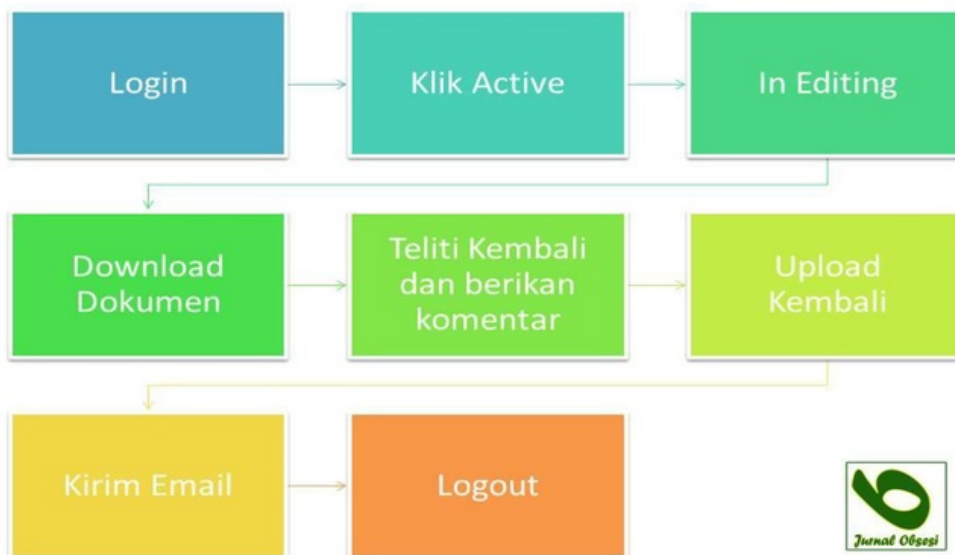 Login
Klik Active
In Editing
Download
Dokumen
Teliti Kembali
dan berikan
komentar
Upload
Kembali
Kirim Email
Logout
Jurnal Obsesi